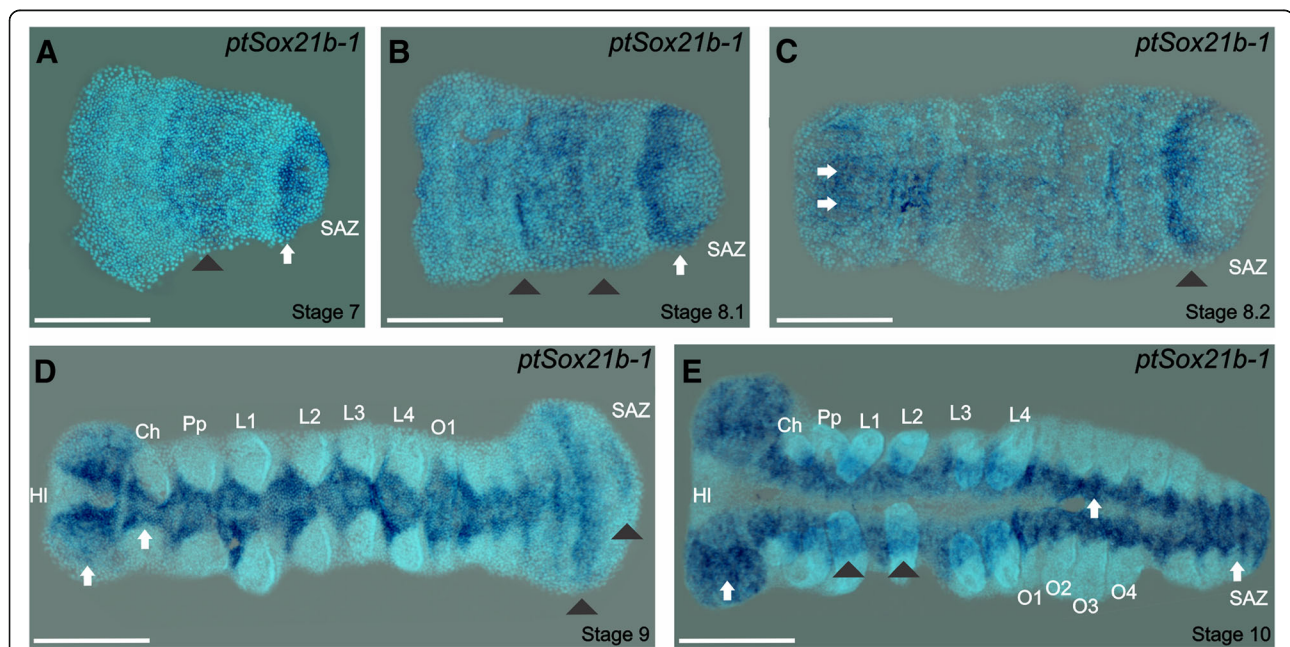 A
ptSox21b-1
SAZ
Stage 7
B
ptSox21b-1
SAZ
Stage 8.1
C
ptSox21b-1
SAZ
Stage 8.2
D
ptSox21b-1
Hl
Ch
Pp
L1
L2
L3
L4
O1
SAZ
Stage 9
E
ptSox21b-1
Hl
Ch
Pp
L1
L2
L3
L4
O1
O2
O3
O4
SAZ
Stage 10